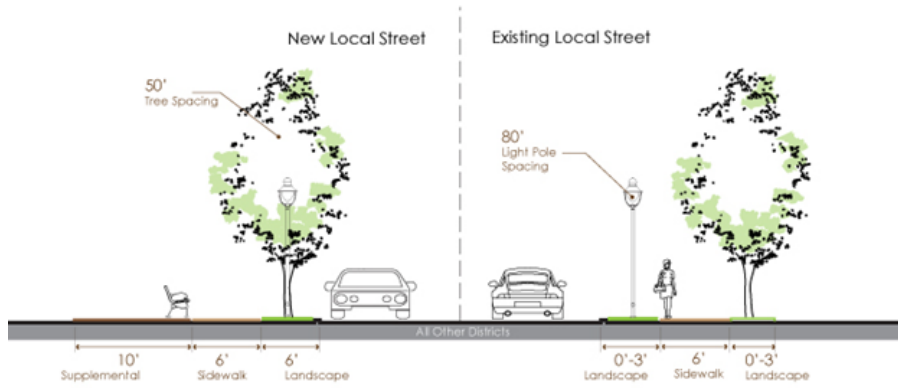 New Local Street
Existing Local Street
50'
Tree Spacing
80'
Light Pole
Spacing
All Other Districts
10'
Supplemental
6'
Sidewalk
6'
Landscape
0'-3'
Landscape
6'
Sidewalk
0'-3'
Landscape